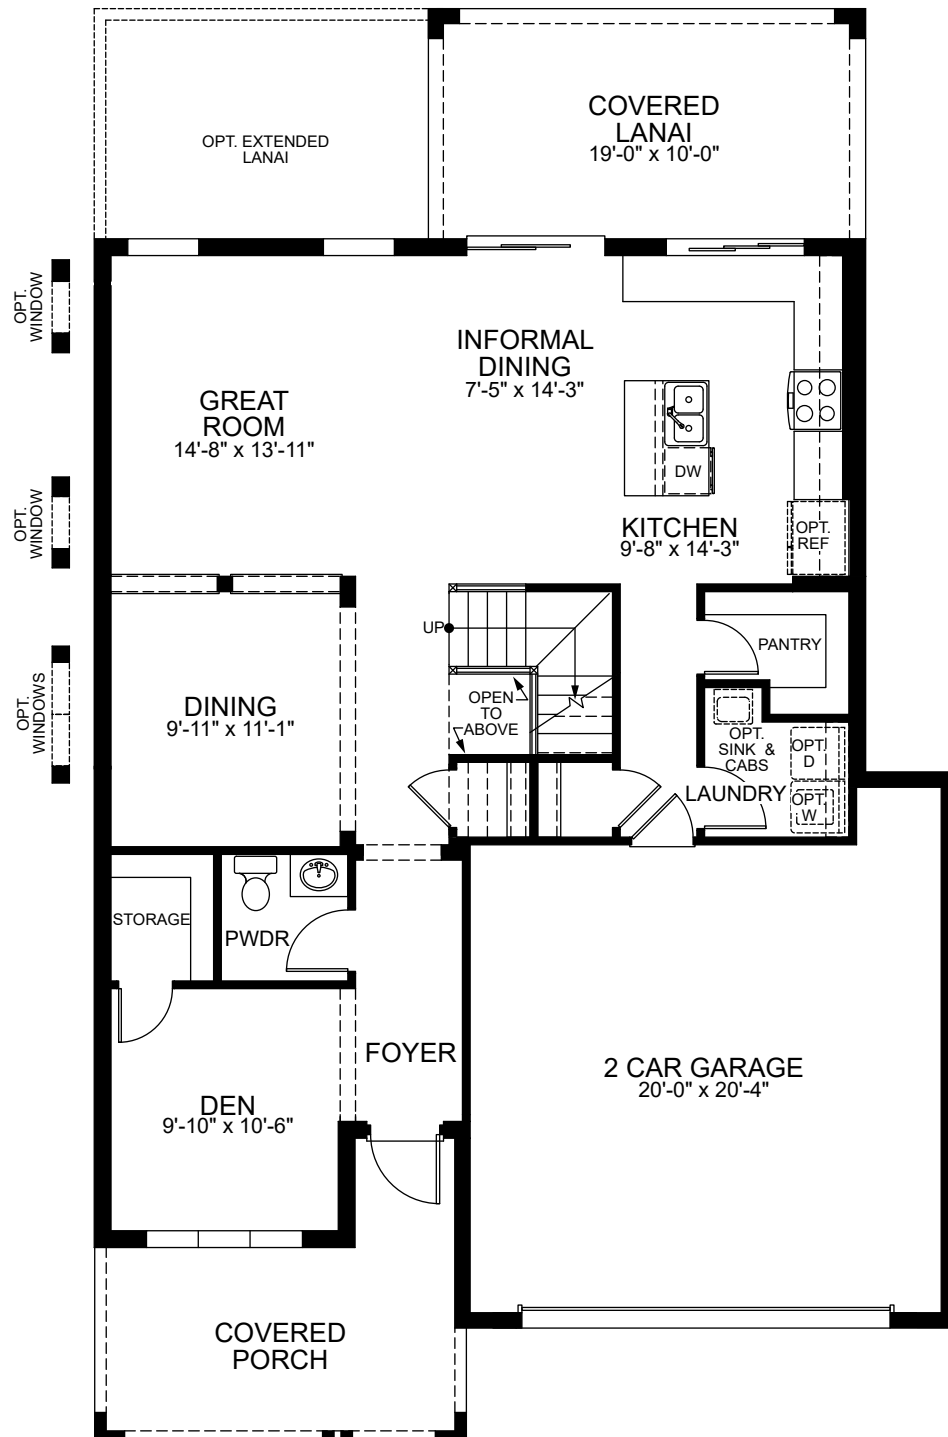 OPT. EXTENDED
LANAI
COVERED
LANAI
19'-0" x 10'-0"
OPT.
WINDOW
INFORMAL
DINING
7'-5" x 14'-3"
GREAT
ROOM
14'-8" x 13'-11"
DW
OPT.
WINDOW
KITCHEN
9'-8" x 14'-3"
OPT.
REF
UP
PANTRY
OPT.
WINDOWS
DINING
9'-11" x 11'-1"
OPEN
TO
ABOVE
OPT.
SINK &
CABS
OPT.
D
LAUNDRY
OPT.
W
STORAGE
PWDR
FOYER
2 CAR GARAGE
20'-0" x 20'-4"
DEN
9'-10" x 10'-6"
COVERED
PORCH